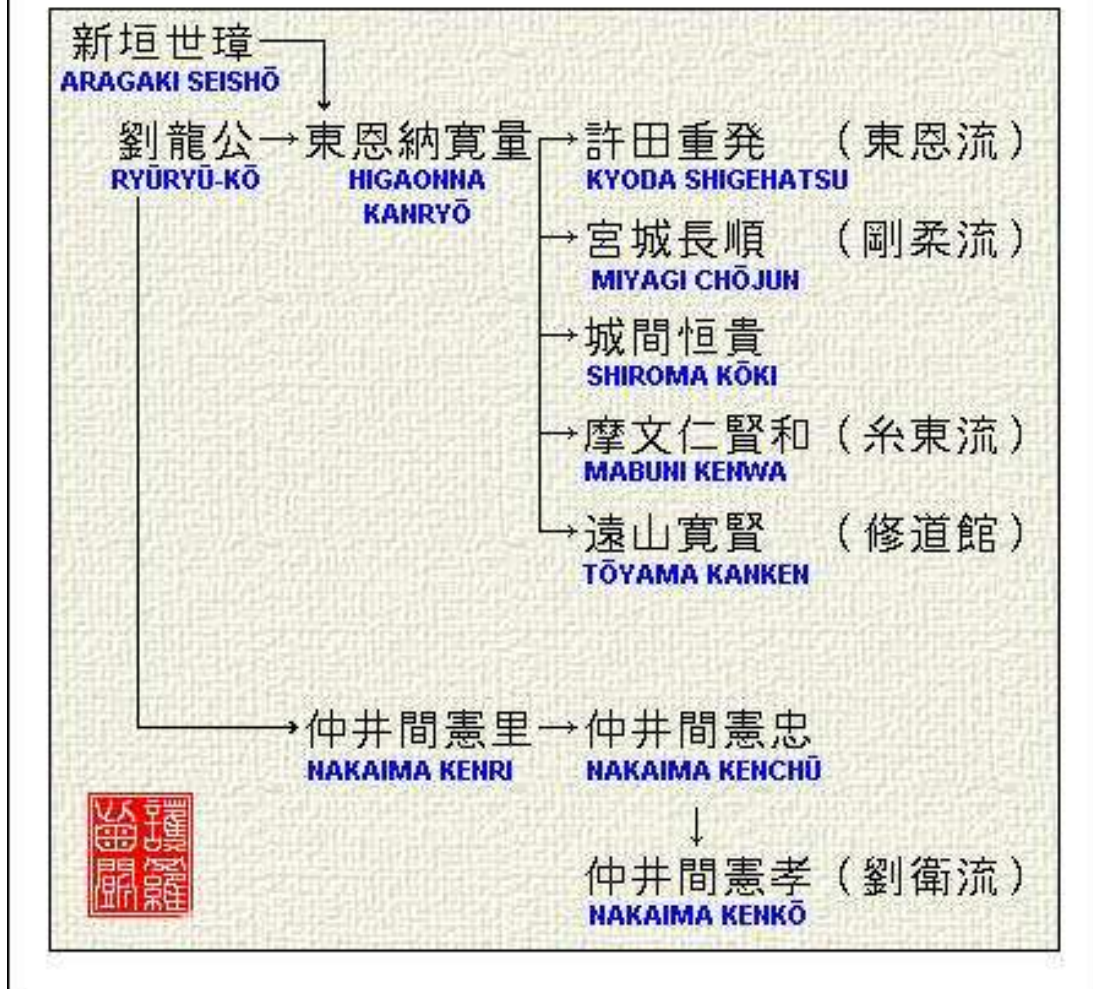 新垣世璋
ARAGAKI SEISHŌ
劉龍公→東恩納寛量→許田重発 (東恩流)
RYŪRYŪ-KŌ HIGAONNA KYODA SHIGEHATSU
KANRYŌ
→宮城長順 (剛柔流)
MIYAGI CHŌJUN
→城間恒貴
SHIROMA KŌKI
→摩文仁賢和 (糸東流)
MABUNI KENWA
→遠山寛賢 (修道館)
TŌYAMA KANKEN
→仲井間憲里→仲井間憲忠
NAKAIMA KENRI NAKAIMA KENCHŪ
↓
仲井間憲孝 (劉衛流)
NAKAIMA KENKŌ